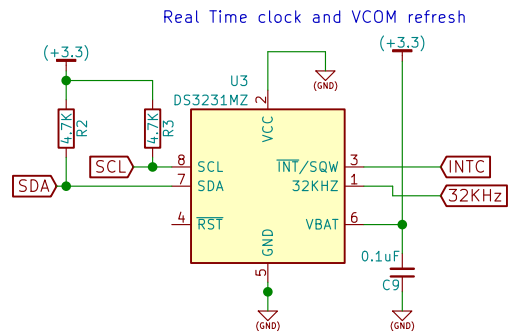 Real Time clock and VCOM refresh
(+3.3)
(+3.3)
U3
DS3231MZ
(GND)
2
VCC
4.7K
R2
4.7K
R3
SCL
8
SCL
INT/SQW
3
INTC
SDA
7
SDA
32KHZ
1
32KHz
4
RST
VBAT
6
GND
5
0.1uF
C9
(GND)
(GND)